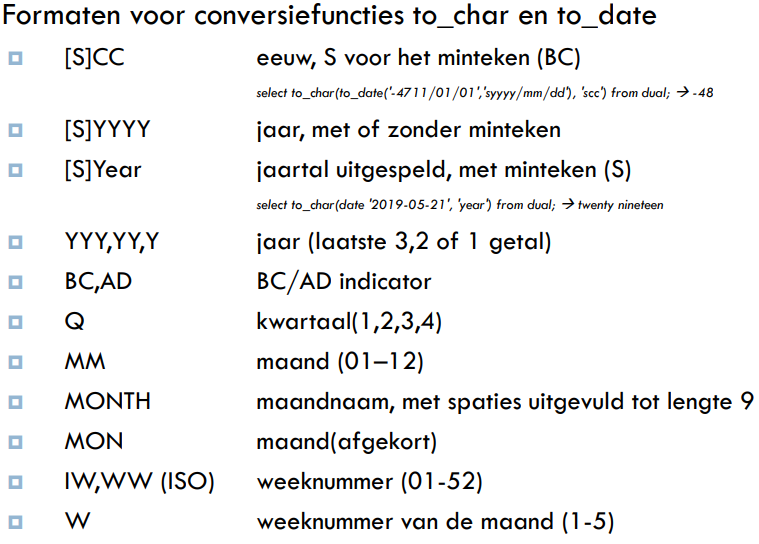 Formaten voor conversiefuncties to_char en to_date
[S]CC eeuw, S voor het minteken (BC)
select to_char(to_date('-4711/01/01','syyyy/mm/dd'), 'scc') from dual; → -48
[S]YYYY jaar, met of zonder minteken
[S]Year jaartal uitgespeld, met minteken (S)
select to_char(date '2019-05-21', 'year') from dual; → twenty nineteen
YYY,YY,Y jaar (laatste 3,2 of 1 getal)
BC,AD BC/AD indicator
Q kwartaal(1,2,3,4)
MM maand (01–12)
MONTH maandnaam, met spaties uitgevuld tot lengte 9
MON maand(afgekort)
IW,WW (ISO) weeknummer (01-52)
W weeknummer van de maand (1-5)